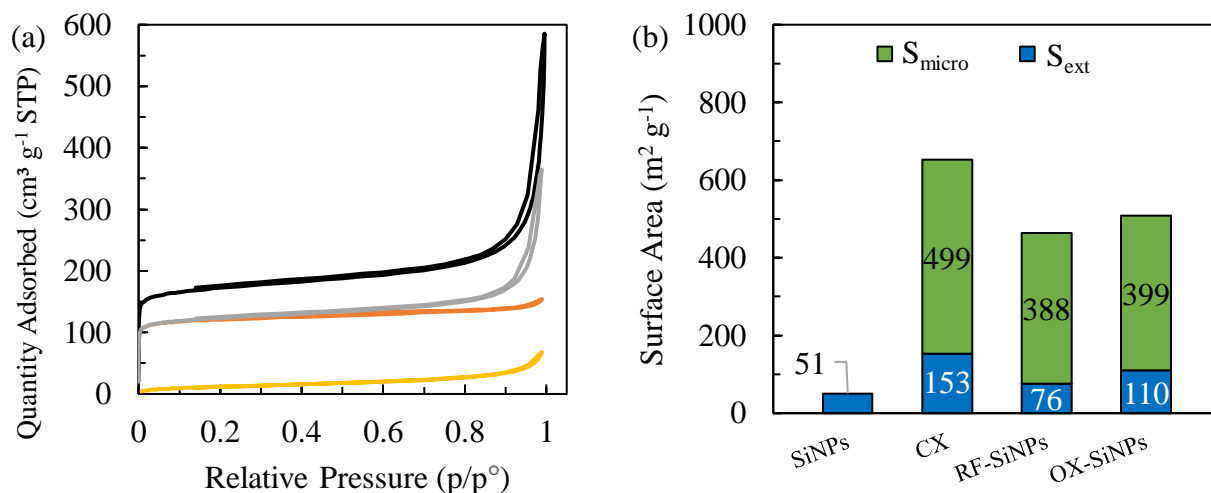 (a)
Quantity Adsorbed (cm³ g⁻¹ STP)
600
500
400
300
200
100
0
0 0.2 0.4 0.6 0.8 1
Relative Pressure (p/p°)
(b)
Surface Area (m² g⁻¹)
1000
800
600
400
200
0
S_micro S_ext
51
499
153
388
76
399
110
SiNPs CX RF-SiNPs OX-SiNPs